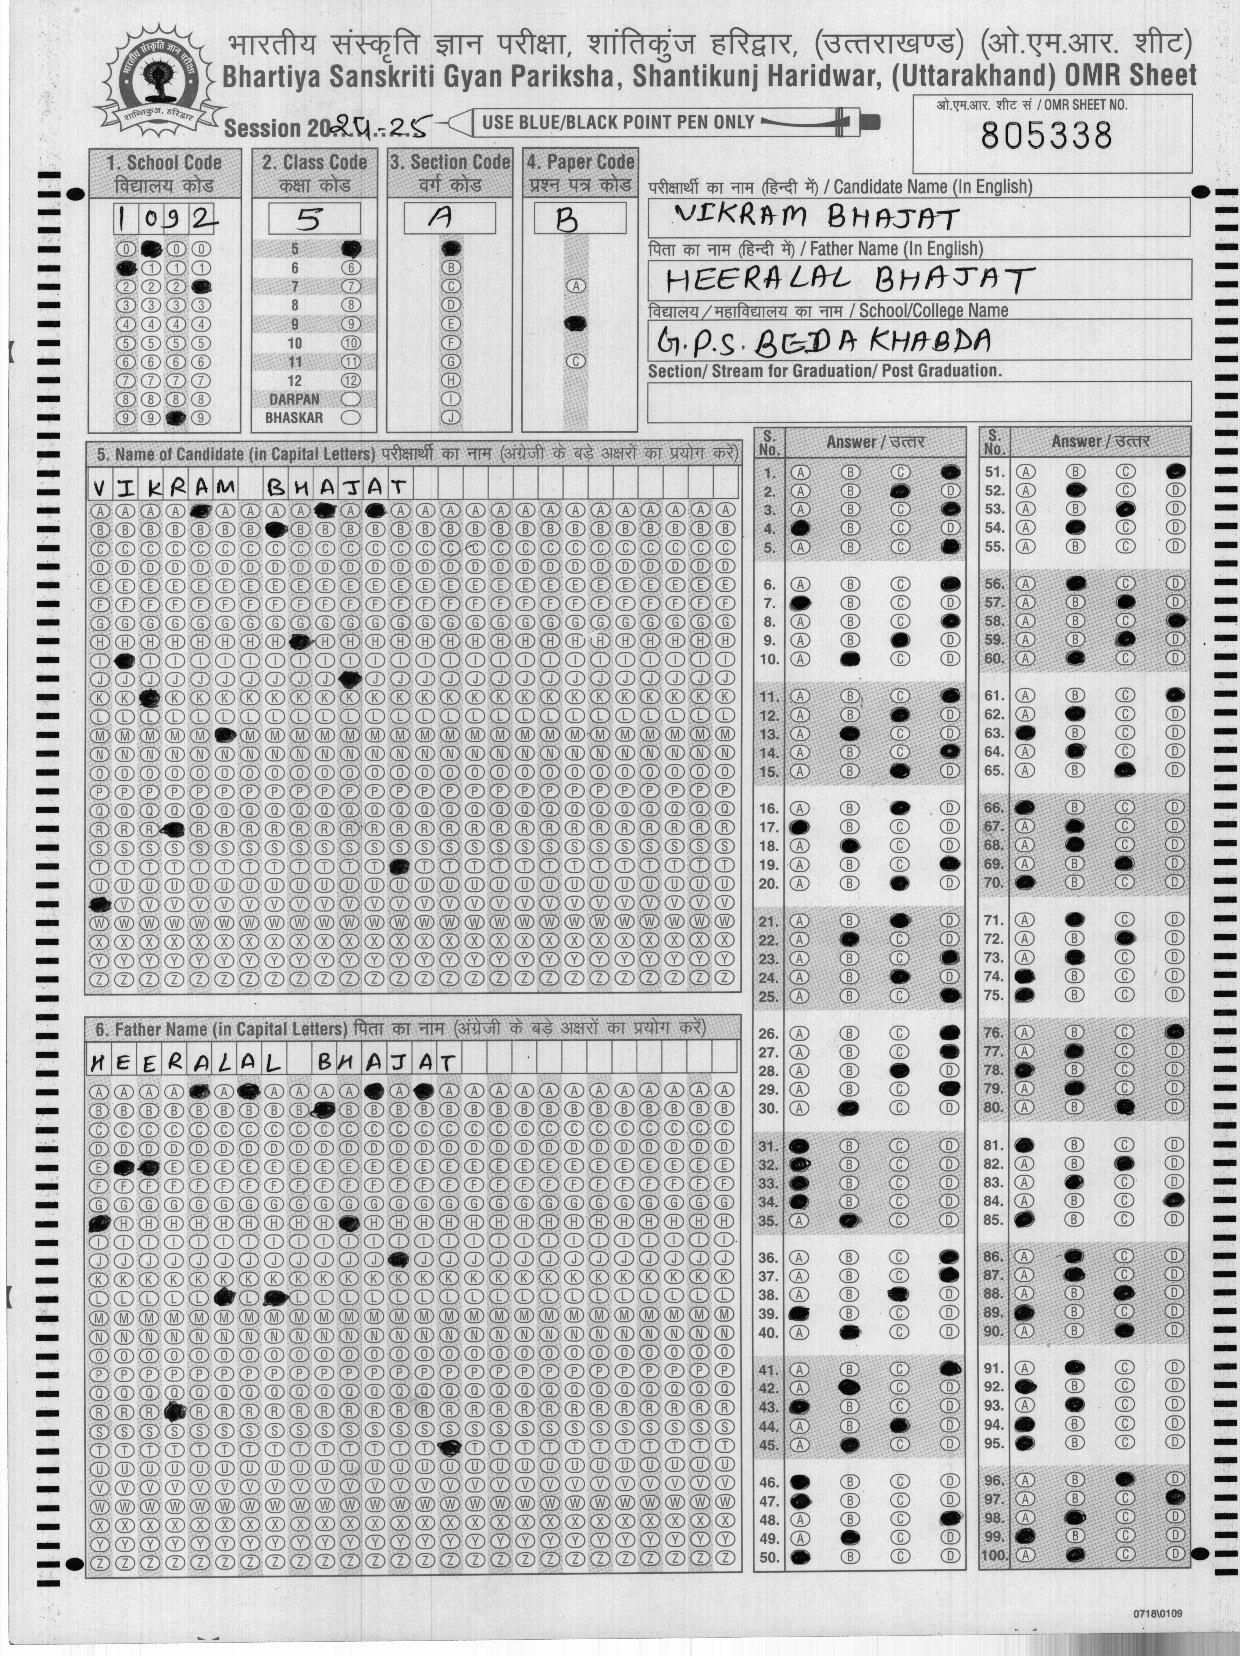 भारतीय संस्कृति ज्ञान परीक्षा, शांतिकुंज हरिद्वार, (उत्तराखण्ड) (ओ.एम.आर. शीट)
Bhartiya Sanskriti Gyan Pariksha, Shantikunj Haridwar, (Uttarakhand) OMR Sheet
Session 2024-25
USE BLUE/BLACK POINT PEN ONLY
ओ.एम.आर. शीट सं / OMR SHEET NO.
805338
1. School Code
विद्यालय कोड
1092
2. Class Code
कक्षा कोड
5
5
6
7
8
9
10
11
12
DARPAN
BHASKAR
3. Section Code
वर्ग कोड
A
4. Paper Code
प्रश्न पत्र कोड
B
परीक्षार्थी का नाम (हिन्दी में) / Candidate Name (In English)
VIKRAM BHAJAT
पिता का नाम (हिन्दी में) / Father Name (In English)
HEERALAL BHAJAT
विद्यालय/महाविद्यालय का नाम / School/College Name
G.P.S. BEDA KHABDA
Section/ Stream for Graduation/ Post Graduation.
5. Name of Candidate (in Capital Letters) परीक्षार्थी का नाम (अंग्रेजी के बड़े अक्षरों का प्रयोग करें)
VIKRAM BHAJAT
6. Father Name (in Capital Letters) पिता का नाम (अंग्रेजी के बड़े अक्षरों का प्रयोग करें)
HEERALAL BHAJAT
S. No. Answer / उत्तर
S. No. Answer / उत्तर
0718\0109